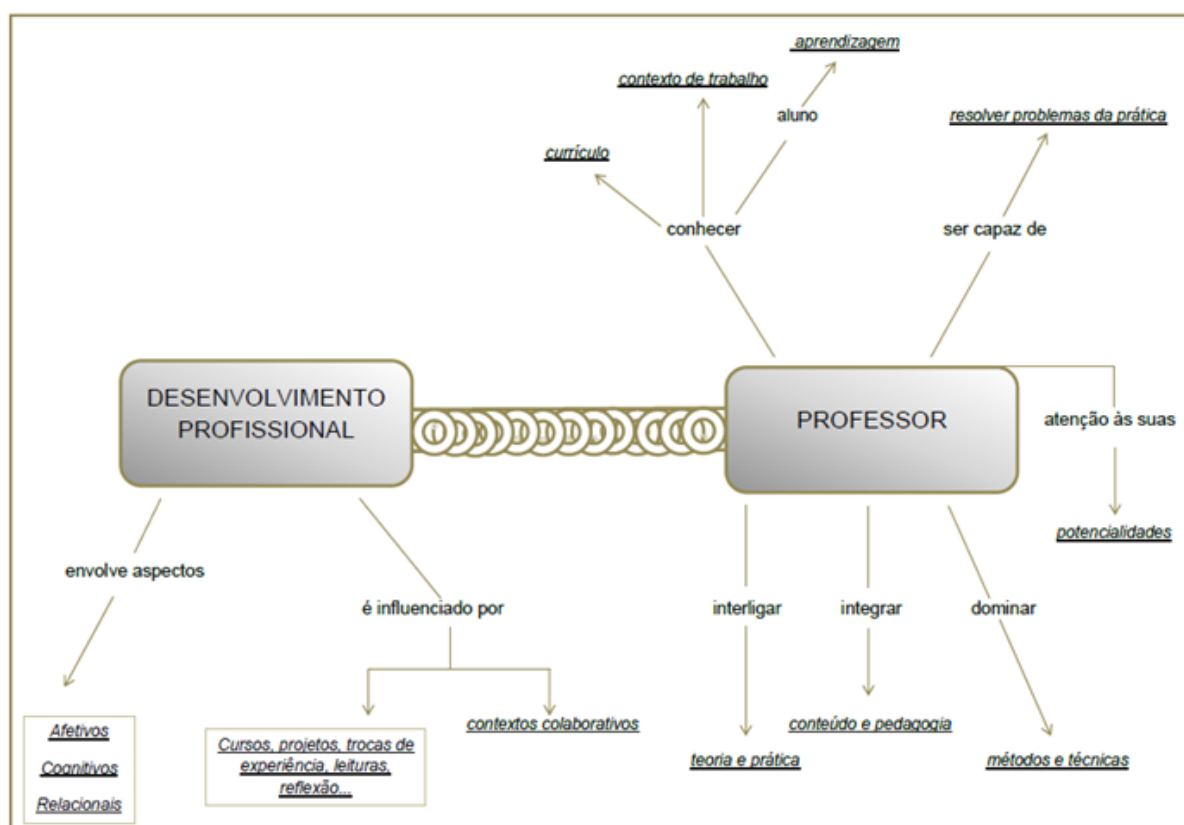 aprendizagem
contexto de trabalho
aluno
resolver problemas da prática
currículo
conhecer
ser capaz de
DESENVOLVIMENTO
PROFISSIONAL
PROFESSOR
atenção às suas
potencialidades
envolve aspectos
é influenciado por
interligar
integrar
dominar
Afetivos
Cognitivos
Relacionais
Cursos, projetos, trocas de
experiência, leituras,
reflexão...
contextos colaborativos
teoria e prática
conteúdo e pedagogia
métodos e técnicas